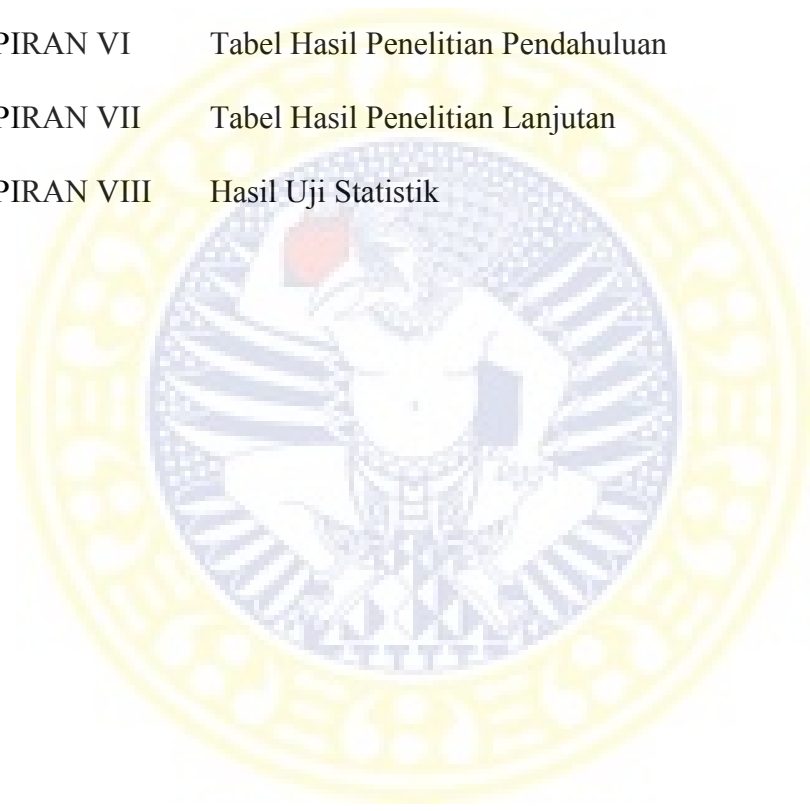 PIRAN VI Tabel Hasil Penelitian Pendahuluan
PIRAN VII Tabel Hasil Penelitian Lanjutan
PIRAN VIII Hasil Uji Statistik